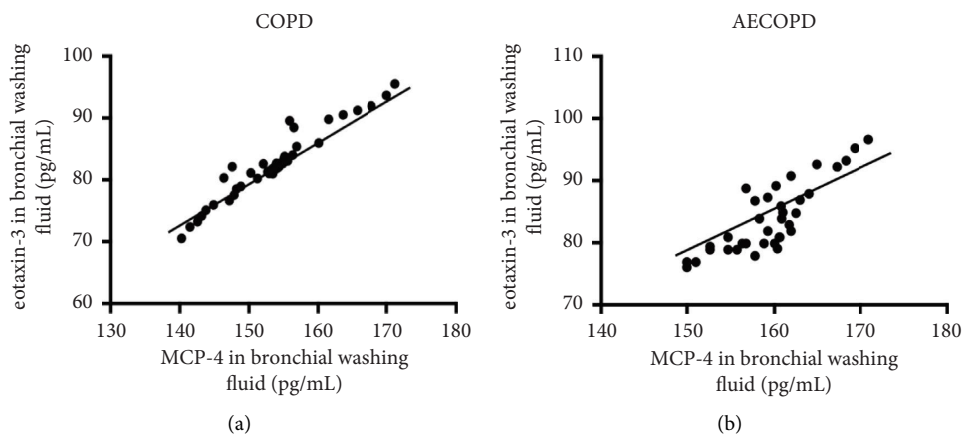 COPD
eotaxin-3 in bronchial washing
fluid (pg/mL)
100
90
80
70
60
130 140 150 160 170 180
MCP-4 in bronchial washing
fluid (pg/mL)
(a)
AECOPD
eotaxin-3 in bronchial washing
fluid (pg/mL)
110
100
90
80
70
140 150 160 170 180
MCP-4 in bronchial washing
fluid (pg/mL)
(b)